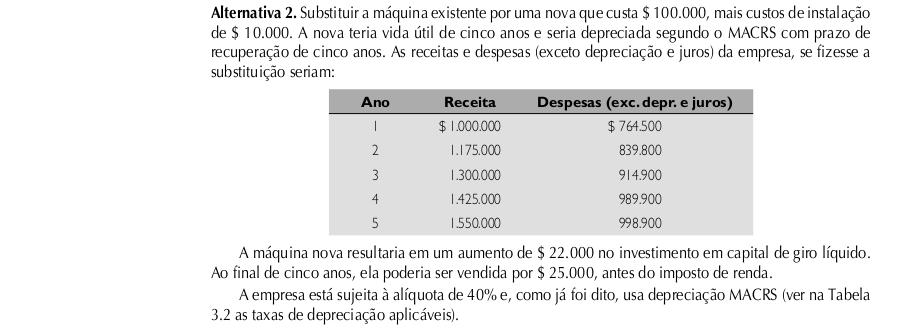 Alternativa 2. Substituir a máquina existente por uma nova que custa $ 100.000, mais custos de instalação
de $ 10.000. A nova teria vida útil de cinco anos e seria depreciada segundo o MACRS com prazo de
recuperação de cinco anos. As receitas e despesas (exceto depreciação e juros) da empresa, se fizesse a
substituição seriam:
Ano Receita Despesas (exc. depr. e juros)
1 $ 1.000.000 $ 764.500
2 1.175.000 839.800
3 1.300.000 914.900
4 1.425.000 989.900
5 1.550.000 998.900
A máquina nova resultaria em um aumento de $ 22.000 no investimento em capital de giro líquido.
Ao final de cinco anos, ela poderia ser vendida por $ 25.000, antes do imposto de renda.
A empresa está sujeita à alíquota de 40% e, como já foi dito, usa depreciação MACRS (ver na Tabela
3.2 as taxas de depreciação aplicáveis).